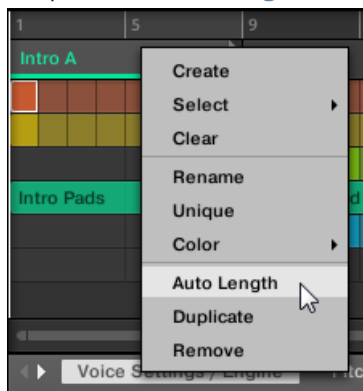 1 5 9
Intro A
Create
Select
Clear
Rename
Intro Pads
Unique
Color
Auto Length
Duplicate
Remove
Voice Settings / Engine